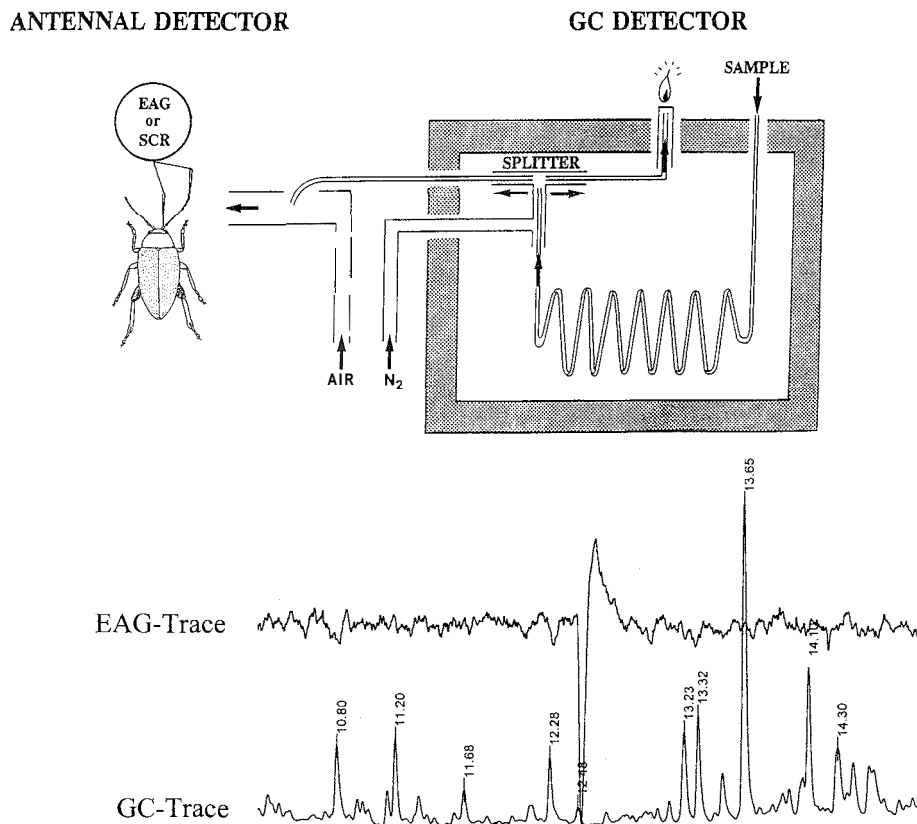 ANTENNAL DETECTOR
GC DETECTOR
EAG
or
SCR
SAMPLE
SPLITTER
AIR
N₂
EAG-Trace
GC-Trace
10.80
11.20
11.68
12.28
12.48
13.23
13.32
13.65
14.30